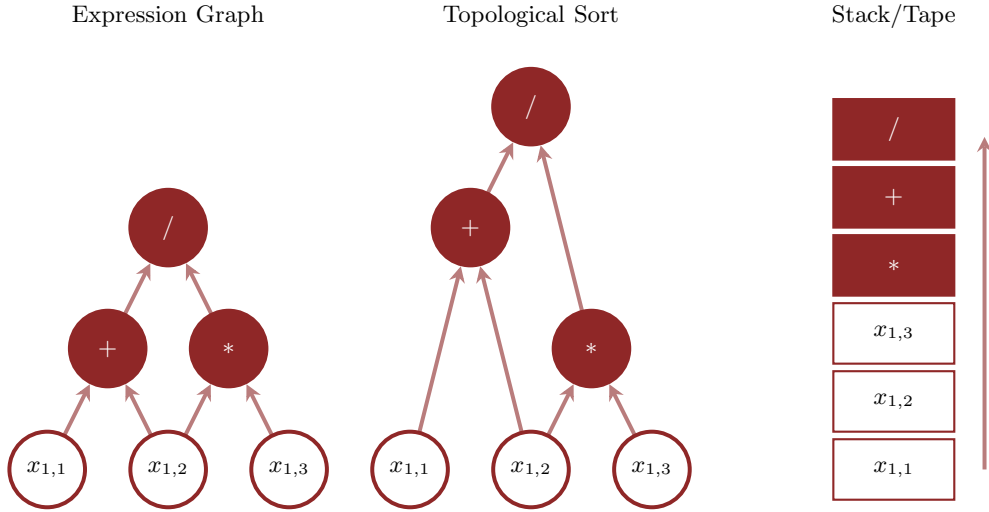 Expression Graph
Topological Sort
Stack/Tape
/
+
*
x1,1
x1,2
x1,3
/
+
*
x1,1
x1,2
x1,3
/
+
*
x1,3
x1,2
x1,1